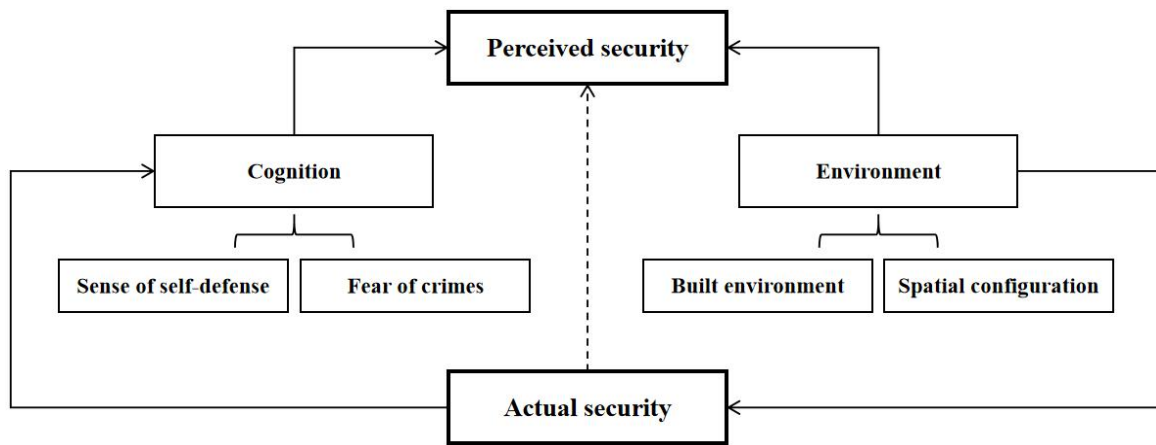 Perceived security
Cognition
Environment
Sense of self-defense
Fear of crimes
Built environment
Spatial configuration
Actual security